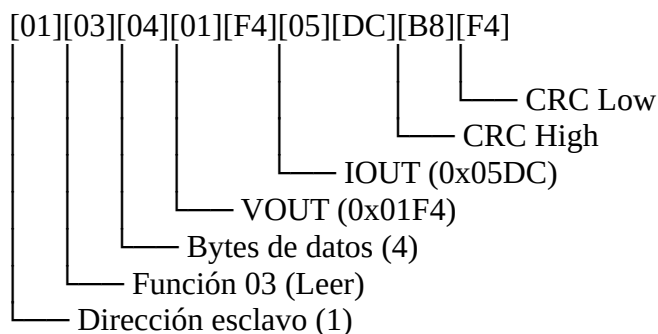 [01][03][04][01][F4][05][DC][B8][F4]
CRC Low
CRC High
IOUT (0x05DC)
VOUT (0x01F4)
Bytes de datos (4)
Función 03 (Leer)
Dirección esclavo (1)